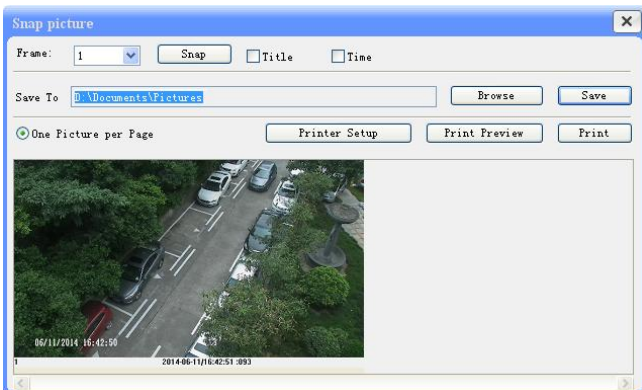 Snap picture
Frame: 1 Snap Title Time
Save To D:\Documents\Pictures Browse Save
One Picture per Page Printer Setup Print Preview Print
06/11/2014 16:42:50
1 2014-06-11/16:42:51 :093